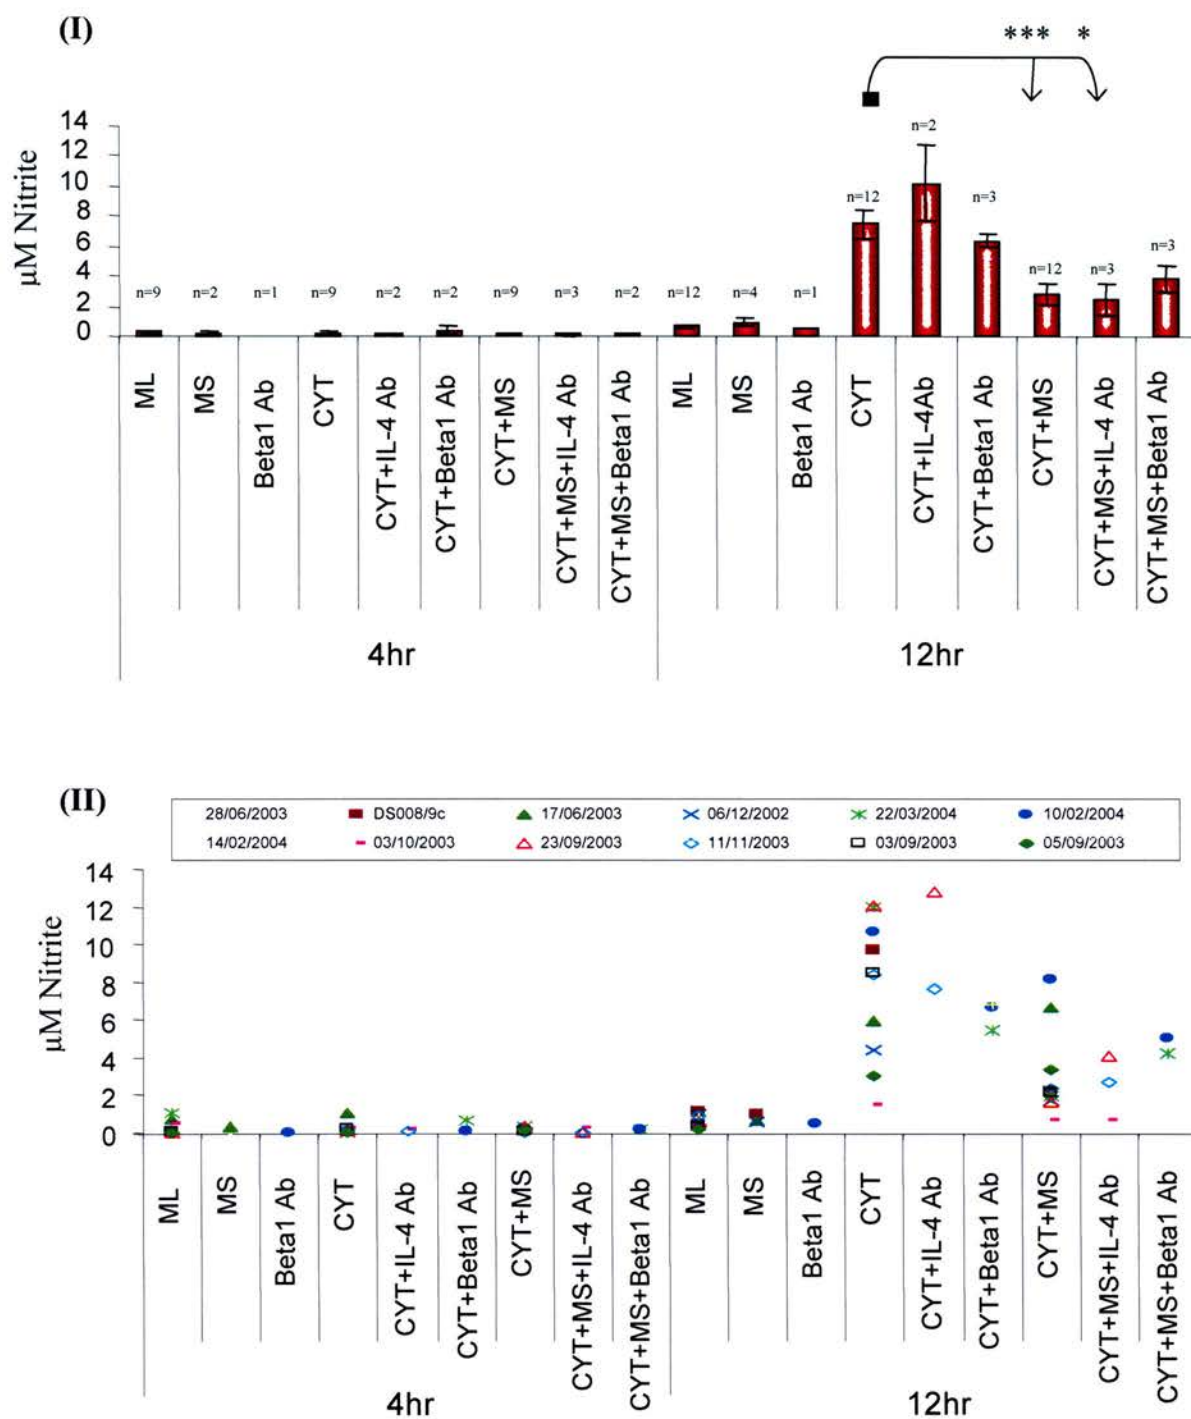 (I)
*** *
µM Nitrite
14
12
10
8
6
4
2
0
n=9 n=2 n=1 n=9 n=2 n=2 n=9 n=3 n=2 n=12 n=4 n=1 n=12 n=2 n=3 n=12 n=3 n=3
ML
MS
Beta1 Ab
CYT
CYT+IL-4 Ab
CYT+Beta1 Ab
CYT+MS
CYT+MS+IL-4 Ab
CYT+MS+Beta1 Ab
ML
MS
Beta1 Ab
CYT
CYT+IL-4Ab
CYT+Beta1 Ab
CYT+MS
CYT+MS+IL-4 Ab
CYT+MS+Beta1 Ab
4hr 12hr
(II)
28/06/2003 DS008/9c 17/06/2003 06/12/2002 22/03/2004 10/02/2004
14/02/2004 03/10/2003 23/09/2003 11/11/2003 03/09/2003 05/09/2003
µM Nitrite
14
12
10
8
6
4
2
0
ML
MS
Beta1 Ab
CYT
CYT+IL-4 Ab
CYT+Beta1 Ab
CYT+MS
CYT+MS+IL-4 Ab
CYT+MS+Beta1 Ab
ML
MS
Beta1 Ab
CYT
CYT+IL-4 Ab
CYT+Beta1 Ab
CYT+MS
CYT+MS+IL-4 Ab
CYT+MS+Beta1 Ab
4hr 12hr